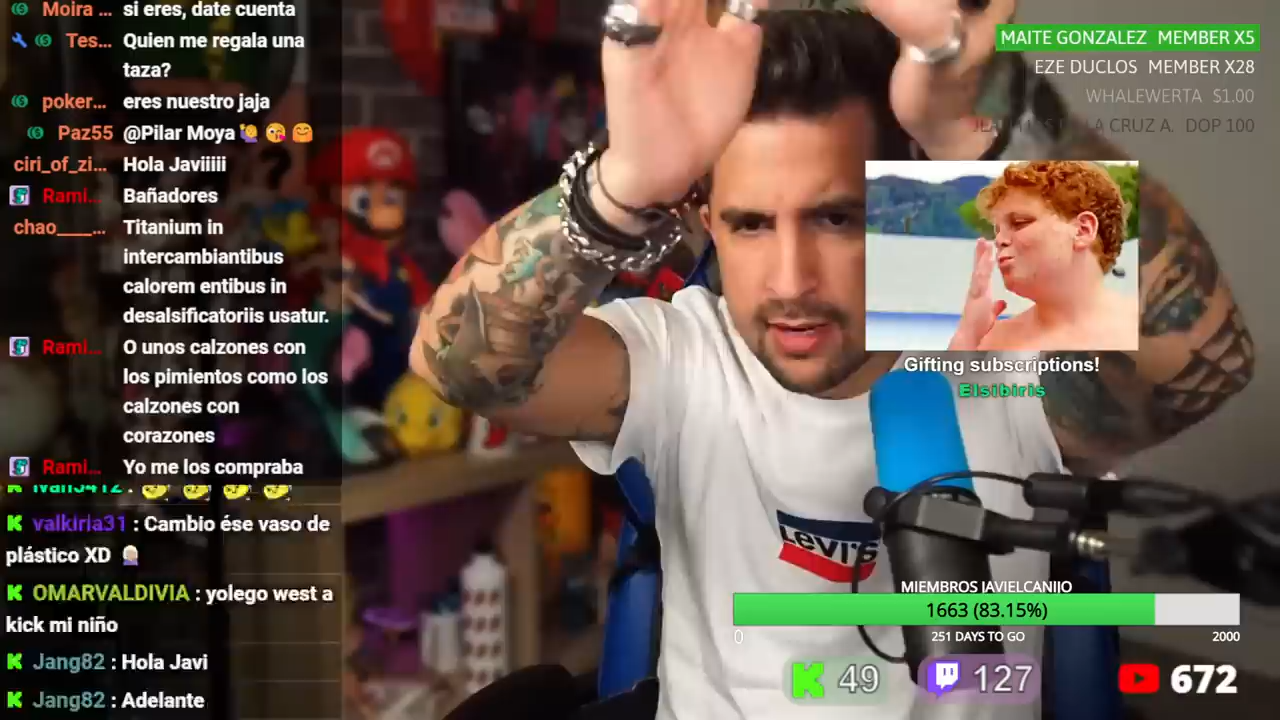 Moira ... si eres, date cuenta
Tes... Quien me regala una
taza?
poker... eres nuestro jaja
Paz55 @Pilar Moya
ciri_of_zi... Hola Javiiiii
Rami... Bañadores
chao____... Titanium in
intercambiantibus
calorem entibus in
desalsificatoriis usatur.
Rami... O unos calzones con
los pimientos como los
calzones con
corazones
Rami... Yo me los compraba
ivan3412 :
valkiria31 : Cambio ése vaso de
plástico XD
OMARVALDIVIA : yolego west a
kick mi niño
Jang82 : Hola Javi
Jang82 : Adelante
MAITE GONZALEZ MEMBER X5
EZE DUCLOS MEMBER X28
WHALEWERTA $1.00
LA CRUZ A. DOP 100
Gifting subscriptions!
Elsibiris
Levi's
MIEMBROS JAVIELCANIJO
1663 (83.15%)
0 251 DAYS TO GO 2000
49 127 672